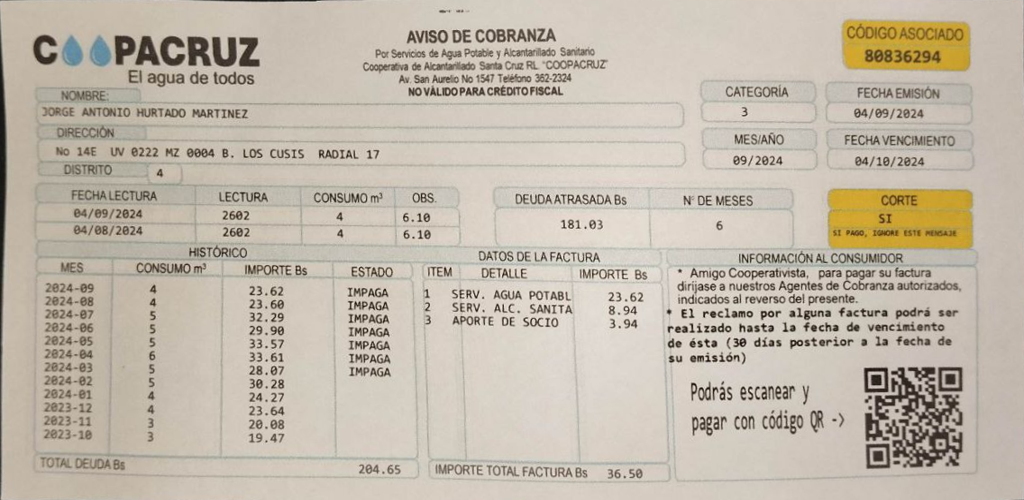 COOPACRUZ
El agua de todos
AVISO DE COBRANZA
Por Servicios de Agua Potable y Alcantarillado Sanitario
Cooperativa de Alcantarillado Santa Cruz RL "COOPACRUZ"
Av. San Aurelio No 1547 Teléfono 362-2324
NO VÁLIDO PARA CRÉDITO FISCAL
CÓDIGO ASOCIADO
80836294
NOMBRE:
JORGE ANTONIO HURTADO MARTINEZ
CATEGORÍA
3
FECHA EMISIÓN
04/09/2024
DIRECCIÓN
No 14E UV 0222 MZ 0004 B. LOS CUSIS RADIAL 17
MES/AÑO
09/2024
FECHA VENCIMIENTO
04/10/2024
DISTRITO 4
FECHA LECTURA LECTURA CONSUMO m³ OBS.
04/09/2024 2602 4 6.10
04/08/2024 2602 4 6.10
DEUDA ATRASADA Bs N° DE MESES
181.03 6
CORTE
SI
SI PAGO, IGNORE ESTE MENSAJE
HISTÓRICO
MES CONSUMO m³ IMPORTE Bs ESTADO
2024-09 4 23.62 IMPAGA
2024-08 4 23.60 IMPAGA
2024-07 5 32.29 IMPAGA
2024-06 5 29.90 IMPAGA
2024-05 5 33.57 IMPAGA
2024-04 6 33.61 IMPAGA
2024-03 5 28.07 IMPAGA
2024-02 5 30.28
2024-01 4 24.27
2023-12 4 23.64
2023-11 3 20.08
2023-10 3 19.47
TOTAL DEUDA Bs 204.65
DATOS DE LA FACTURA
ITEM DETALLE IMPORTE Bs
1 SERV. AGUA POTABL 23.62
2 SERV. ALC. SANITA 8.94
3 APORTE DE SOCIO 3.94
IMPORTE TOTAL FACTURA Bs 36.50
INFORMACIÓN AL CONSUMIDOR
* Amigo Cooperativista, para pagar su factura
dirijase a nuestros Agentes de Cobranza autorizados,
indicados al reverso del presente.
* El reclamo por alguna factura podrá ser
realizado hasta la fecha de vencimiento
de ésta (30 días posterior a la fecha de
su emisión)
Podrás escanear y
pagar con código QR ->